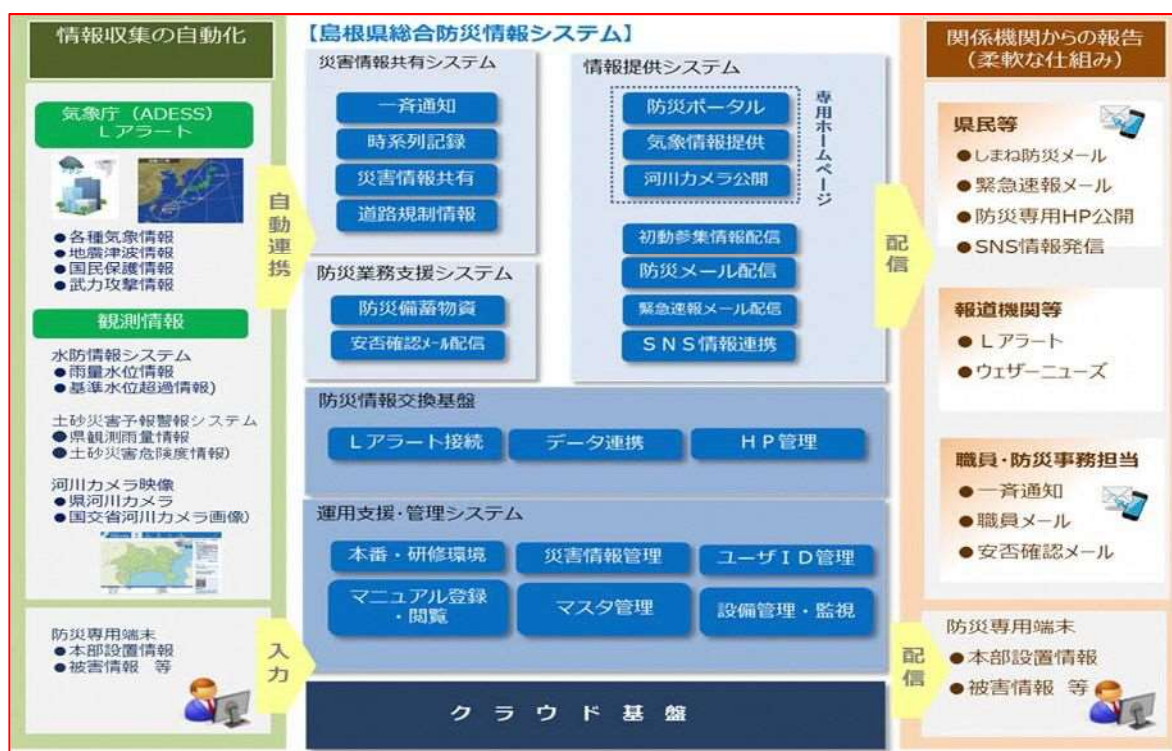 情報収集の自動化
気象庁（ADESS）
Lアラート
●各種気象情報
●地震津波情報
●国民保護情報
●武力攻撃情報
観測情報
水防情報システム
●雨量水位情報
●基準水位超過情報)
土砂災害予報警報システム
●県観測雨量情報
●土砂災害危険度情報)
河川カメラ映像
●県河川カメラ
●国交省河川カメラ画像)
防災専用端末
●本部設置情報
●被害情報 等
自動連携
入力
【島根県総合防災情報システム】
災害情報共有システム
一斉通知
時系列記録
災害情報共有
道路規制情報
防災業務支援システム
防災備蓄物資
安否確認メール配信
情報提供システム
防災ポータル
気象情報提供
河川カメラ公開
専用ホームページ
初動参集情報配信
防災メール配信
緊急速報メール配信
SNS情報連携
防災情報交換基盤
Lアラート接続
データ連携
HP管理
運用支援・管理システム
本番・研修環境
災害情報管理
ユーザID管理
マニュアル登録
・閲覧
マスタ管理
設備管理・監視
クラウド基盤
配信
配信
関係機関からの報告
（柔軟な仕組み）
県民等
●しまね防災メール
●緊急速報メール
●防災専用HP公開
●SNS情報発信
報道機関等
●Lアラート
●ウェザーニューズ
職員・防災事務担当
●一斉通知
●職員メール
●安否確認メール
防災専用端末
●本部設置情報
●被害情報 等